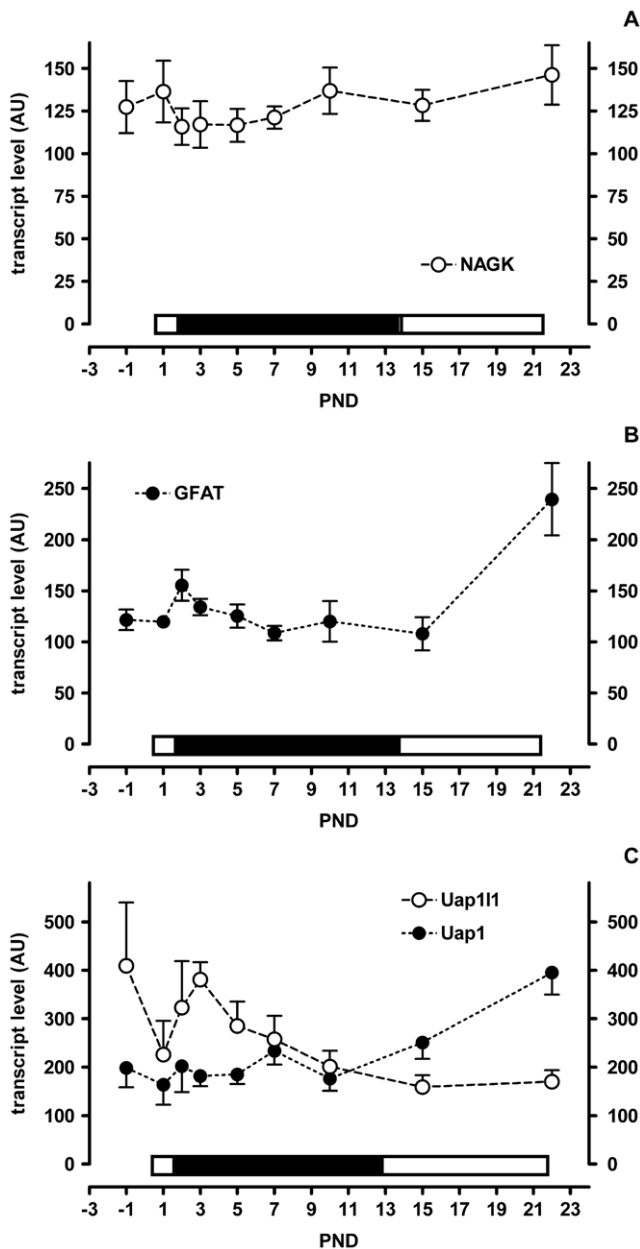 A
transcript level (AU)
150 150
125 125
100 100
75 75
50 50
25 25
0 0
NAGK
-3 -1 1 3 5 7 9 11 13 15 17 19 21 23
PND
B
transcript level (AU)
GFAT
250 250
200 200
150 150
100 100
50 50
0 0
-3 -1 1 3 5 7 9 11 13 15 17 19 21 23
PND
C
transcript level (AU)
Uap1l1
Uap1
500 500
400 400
300 300
200 200
100 100
0 0
-3 -1 1 3 5 7 9 11 13 15 17 19 21 23
PND